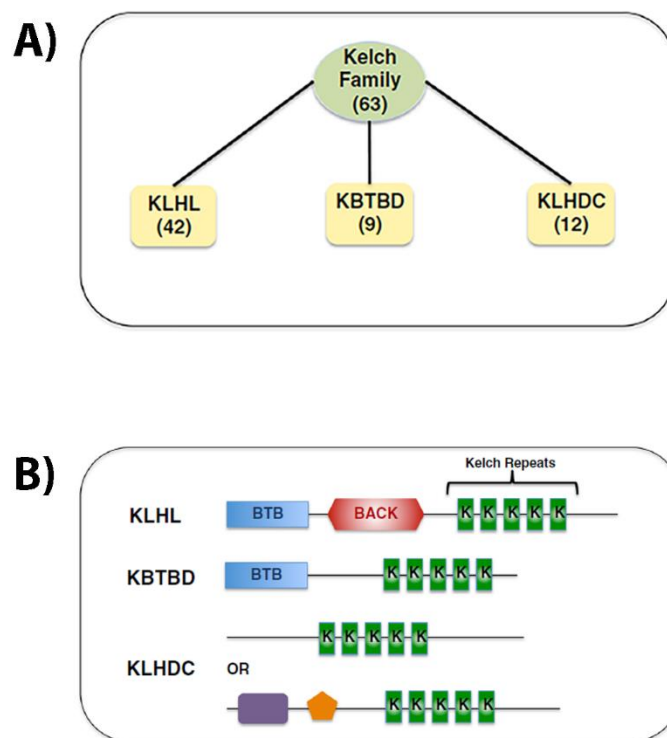 A)
Kelch
Family
(63)
KLHL
(42)
KBTBD
(9)
KLHDC
(12)
B)
Kelch Repeats
KLHL
BTB
BACK
K K K K K
KBTBD
BTB
K K K K K
K K K K K
KLHDC
OR
K K K K K